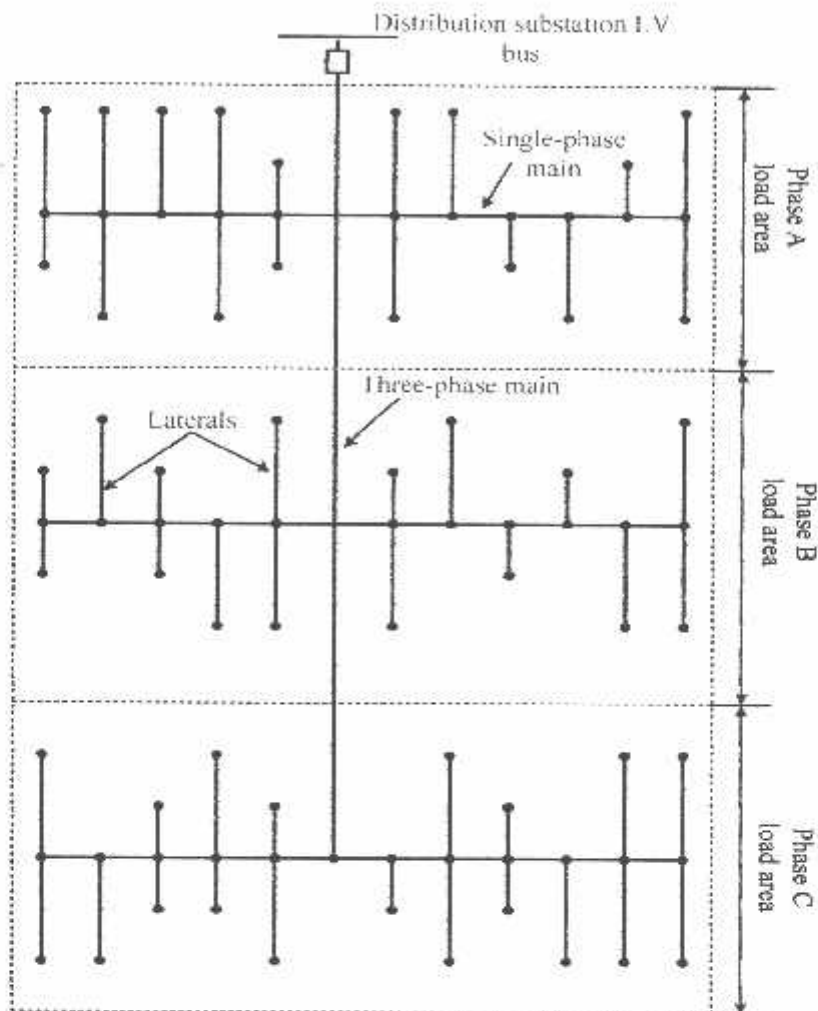 Distribution substation L.V
bus
Single-phase
main
Phase A
load area
Three-phase main
Laterals
Phase B
load area
Phase C
load area